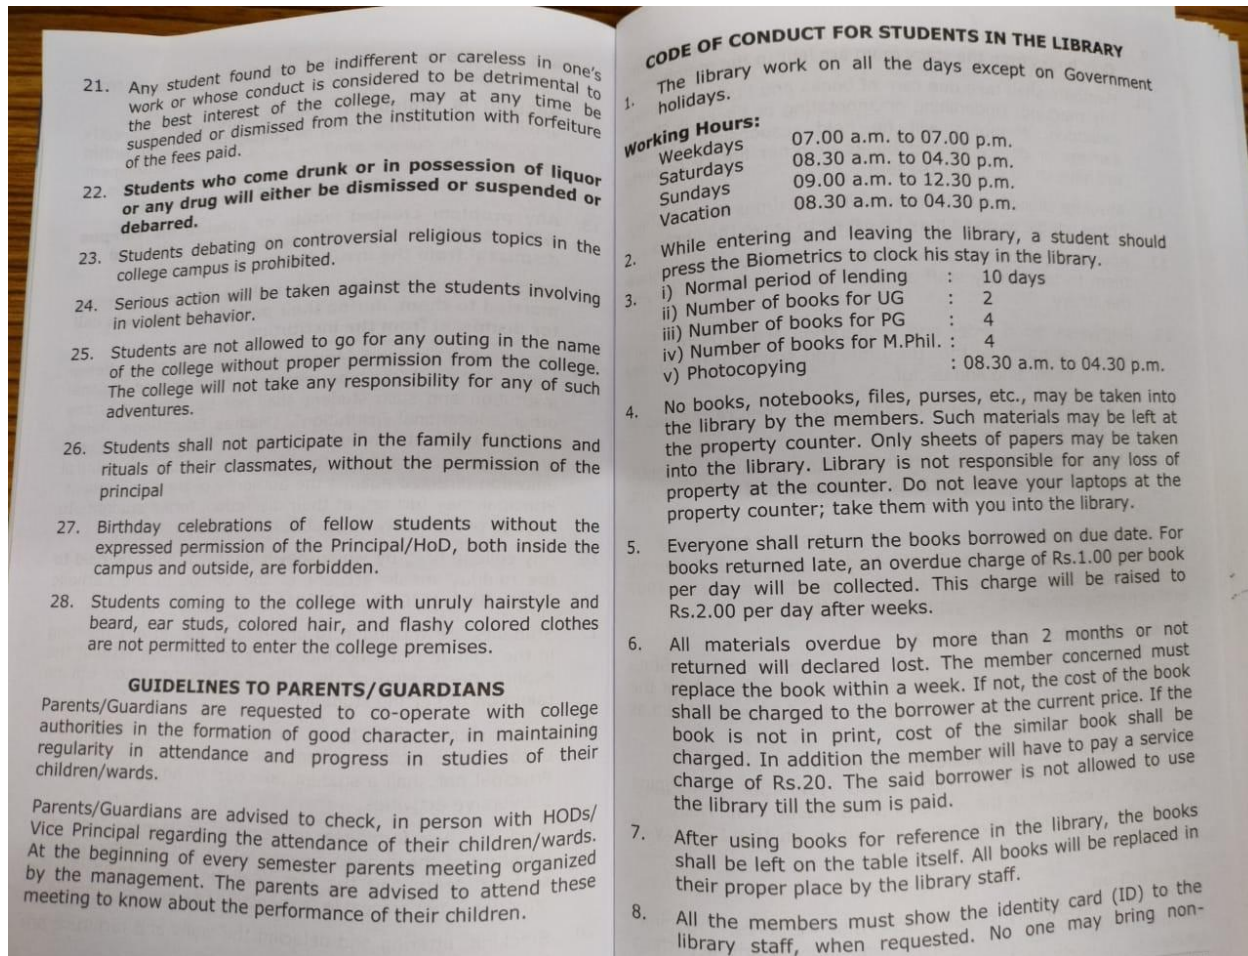 21. Any student found to be indifferent or careless in one's
work or whose conduct is considered to be detrimental to
the best interest of the college, may at any time be
suspended or dismissed from the institution with forfeiture
of the fees paid.
22. Students who come drunk or in possession of liquor
or any drug will either be dismissed or suspended or
debarred.
23. Students debating on controversial religious topics in the
college campus is prohibited.
24. Serious action will be taken against the students involving
in violent behavior.
25. Students are not allowed to go for any outing in the name
of the college without proper permission from the college.
The college will not take any responsibility for any of such
adventures.
26. Students shall not participate in the family functions and
rituals of their classmates, without the permission of the
principal
27. Birthday celebrations of fellow students without the
expressed permission of the Principal/HoD, both inside the
campus and outside, are forbidden.
28. Students coming to the college with unruly hairstyle and
beard, ear studs, colored hair, and flashy colored clothes
are not permitted to enter the college premises.
GUIDELINES TO PARENTS/GUARDIANS
Parents/Guardians are requested to co-operate with college
authorities in the formation of good character, in maintaining
regularity in attendance and progress in studies of their
children/wards.
Parents/Guardians are advised to check, in person with HODs/
Vice Principal regarding the attendance of their children/wards.
At the beginning of every semester parents meeting organized
by the management. The parents are advised to attend these
meeting to know about the performance of their children.
CODE OF CONDUCT FOR STUDENTS IN THE LIBRARY
1. The library work on all the days except on Government
holidays.
Working Hours:
Weekdays 07.00 a.m. to 07.00 p.m.
Saturdays 08.30 a.m. to 04.30 p.m.
Sundays 09.00 a.m. to 12.30 p.m.
Vacation 08.30 a.m. to 04.30 p.m.
2. While entering and leaving the library, a student should
press the Biometrics to clock his stay in the library.
3. i) Normal period of lending : 10 days
ii) Number of books for UG : 2
iii) Number of books for PG : 4
iv) Number of books for M.Phil. : 4
v) Photocopying : 08.30 a.m. to 04.30 p.m.
4. No books, notebooks, files, purses, etc., may be taken into
the library by the members. Such materials may be left at
the property counter. Only sheets of papers may be taken
into the library. Library is not responsible for any loss of
property at the counter. Do not leave your laptops at the
property counter; take them with you into the library.
5. Everyone shall return the books borrowed on due date. For
books returned late, an overdue charge of Rs.1.00 per book
per day will be collected. This charge will be raised to
Rs.2.00 per day after weeks.
6. All materials overdue by more than 2 months or not
returned will declared lost. The member concerned must
replace the book within a week. If not, the cost of the book
shall be charged to the borrower at the current price. If the
book is not in print, cost of the similar book shall be
charged. In addition the member will have to pay a service
charge of Rs.20. The said borrower is not allowed to use
the library till the sum is paid.
7. After using books for reference in the library, the books
shall be left on the table itself. All books will be replaced in
their proper place by the library staff.
8. All the members must show the identity card (ID) to the
library staff, when requested. No one may bring non-